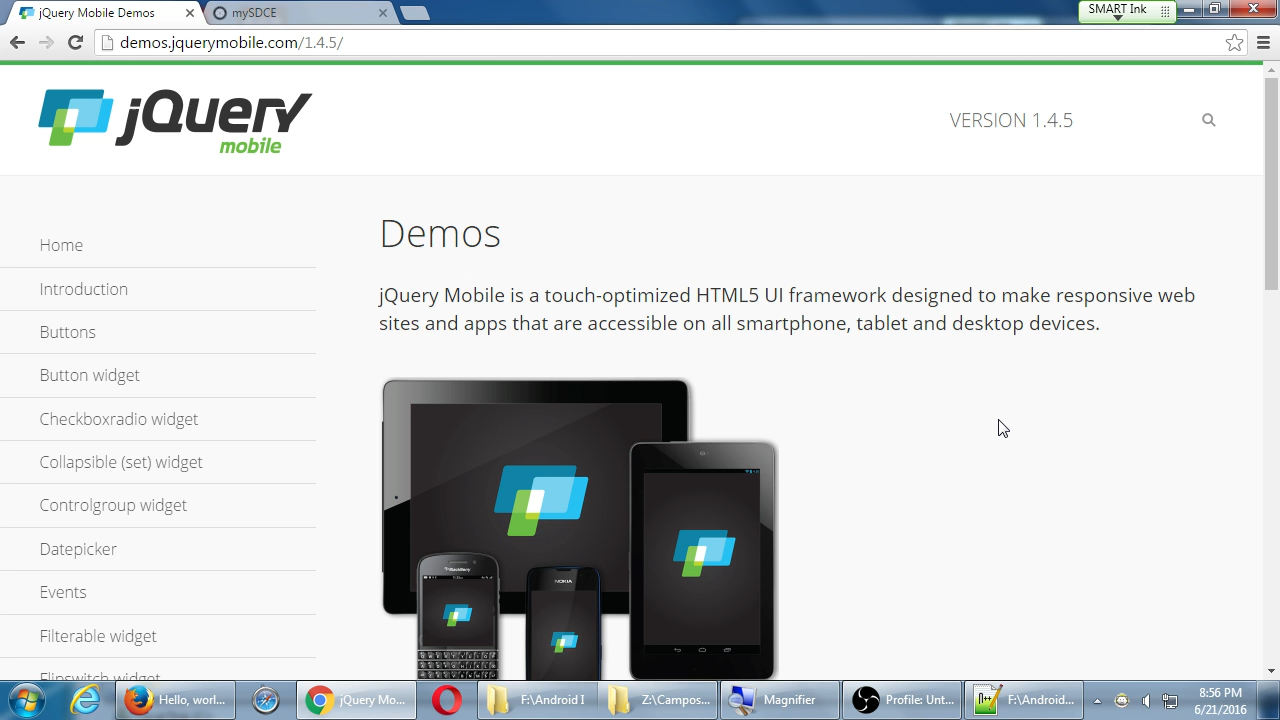 jQuery Mobile Demos
mySDCE
SMART Ink
demos.jquerymobile.com/1.4.5/
jQuery
mobile
VERSION 1.4.5
Demos
jQuery Mobile is a touch-optimized HTML5 UI framework designed to make responsive web
sites and apps that are accessible on all smartphone, tablet and desktop devices.
Home
Introduction
Buttons
Button widget
Checkboxradio widget
Collapsible (set) widget
Controlgroup widget
Datepicker
Events
Filterable widget
Flipswitch widget
BlackBerry
NOKIA
Hello, worl...
jQuery Mo...
F:\Android I
Z:\Campos...
Magnifier
Profile: Unt...
F:\Android...
8:56 PM
6/21/2016